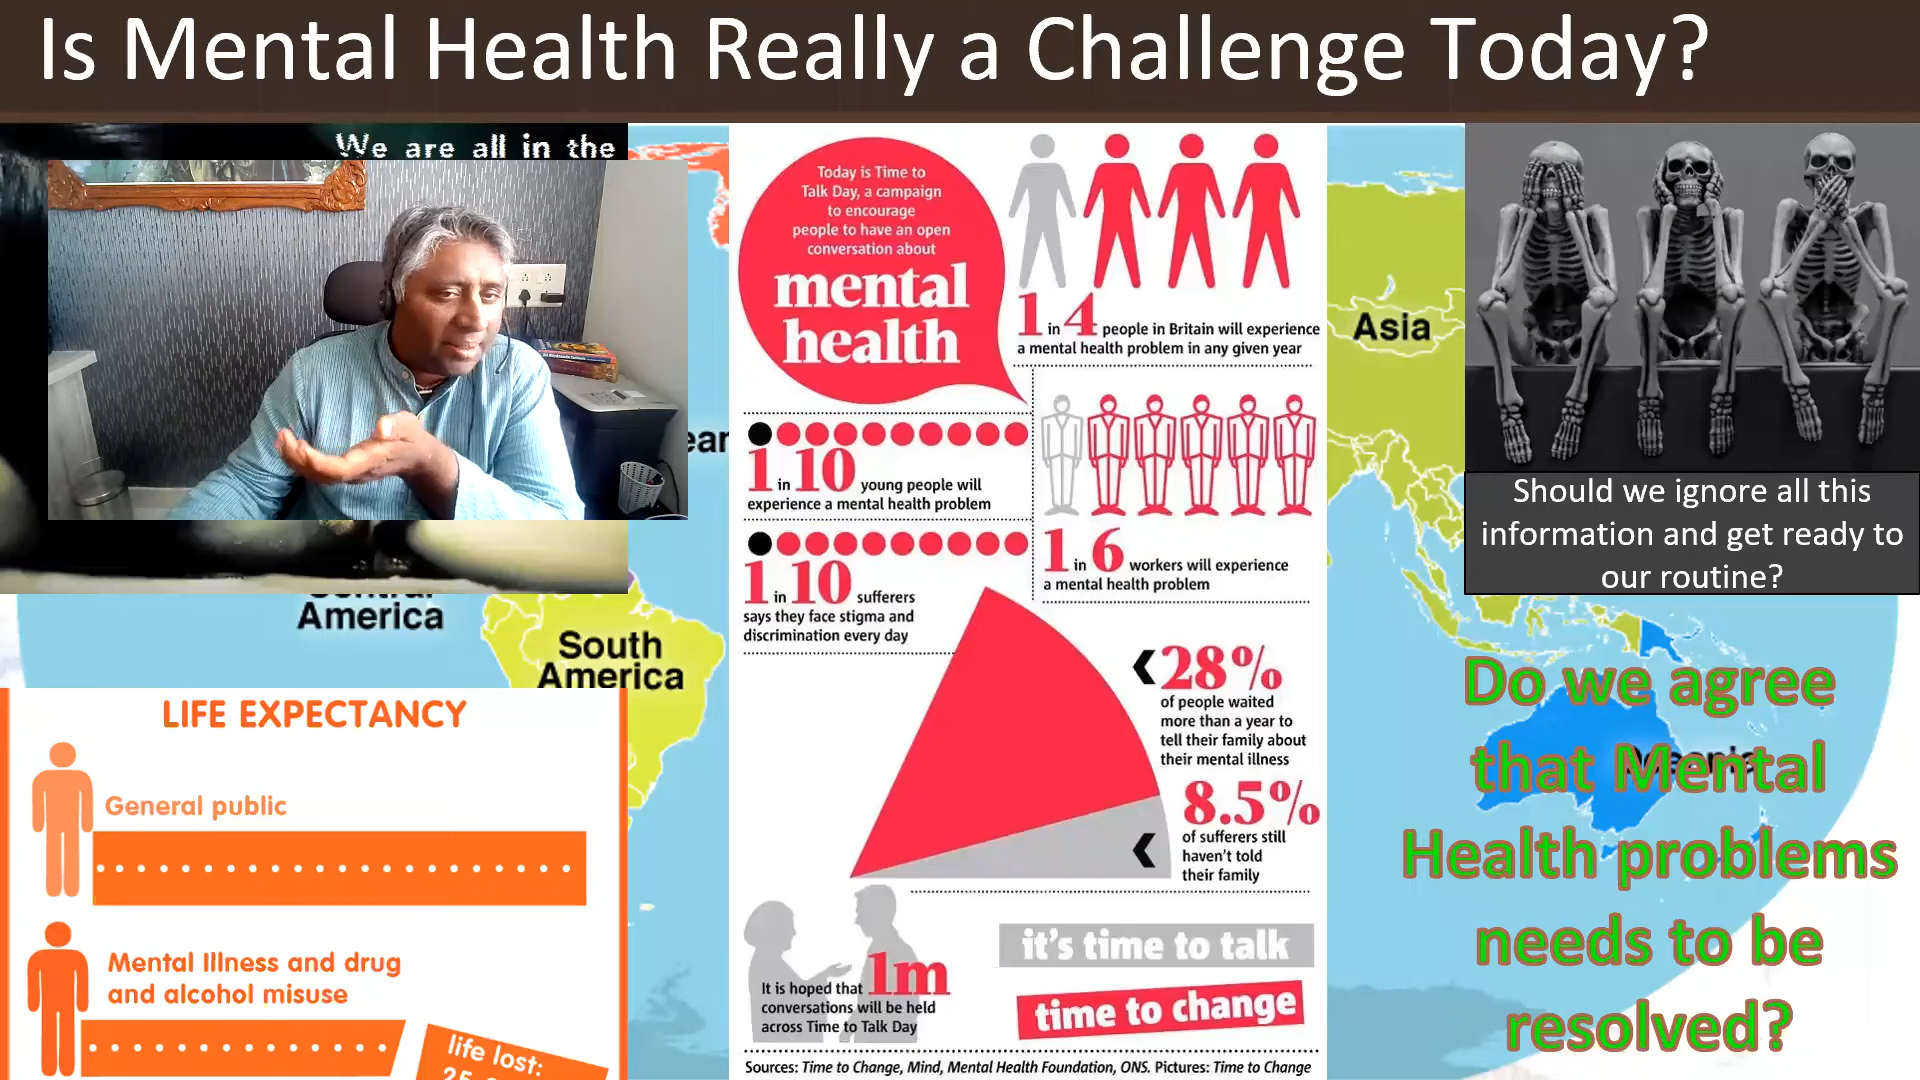 Is Mental Health Really a Challenge Today?
We are all in the
Today is Time to
Talk Day, a campaign
to encourage
people to have an open
conversation about
mental
health
1 in 4 people in Britain will experience
a mental health problem in any given year
1 in 10 young people will
experience a mental health problem
1 in 10 sufferers
says they face stigma and
discrimination every day
1 in 6 workers will experience
a mental health problem
28%
of people waited
more than a year to
tell their family about
their mental illness
8.5%
of sufferers still
haven't told
their family
It is hoped that 1m
conversations will be held
across Time to Talk Day
it's time to talk
time to change
Sources: Time to Change, Mind, Mental Health Foundation, ONS. Pictures: Time to Change
Asia
Central
America
South
America
Oceania
LIFE EXPECTANCY
General public
Mental Illness and drug
and alcohol misuse
life lost:
Should we ignore all this
information and get ready to
our routine?
Do we agree
that Mental
Health problems
needs to be
resolved?